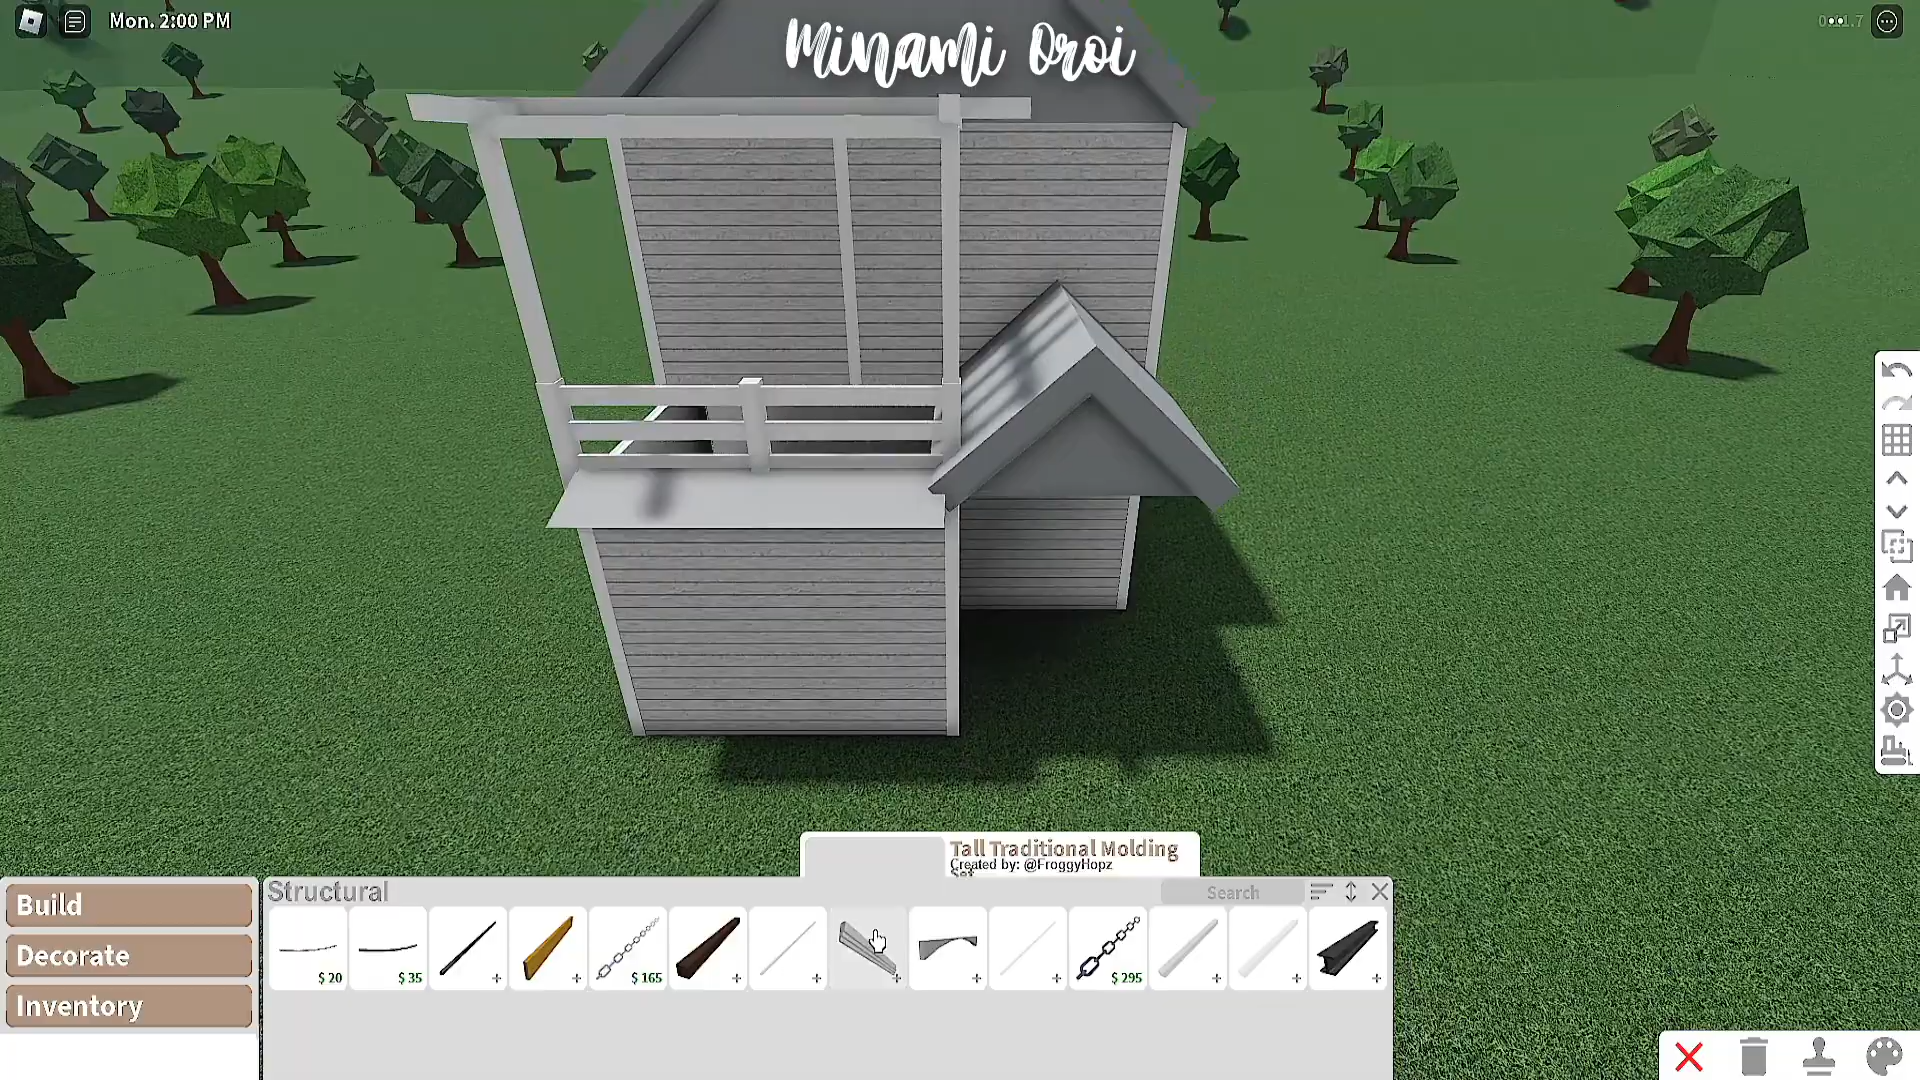 Mon. 2:00 PM
Minami Oroi
Tall Traditional Molding
Set
Created by: @FroggyHopz
Structural
Search
Build
Decorate
Inventory
$ 20
$ 35
$ 165
$ 295